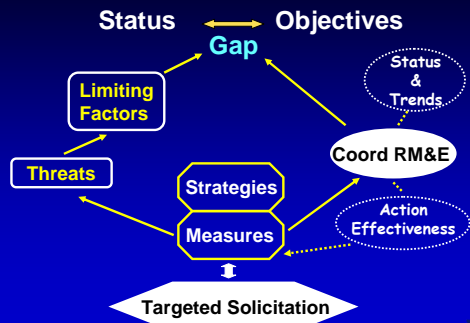 Status Objectives
Gap
Limiting
Factors
Status
&
Trends
Threats
Coord RM&E
Strategies
Measures
Action
Effectiveness
Targeted Solicitation